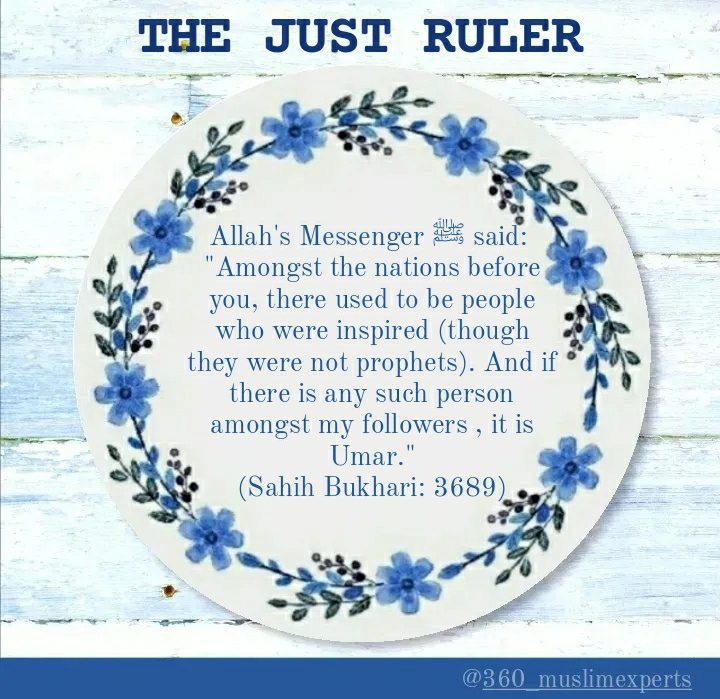 THE JUST RULER
Allah's Messenger ﷺ said:
"Amongst the nations before
you, there used to be people
who were inspired (though
they were not prophets). And if
there is any such person
amongst my followers , it is
Umar."
(Sahih Bukhari: 3689)
@360_muslimexperts